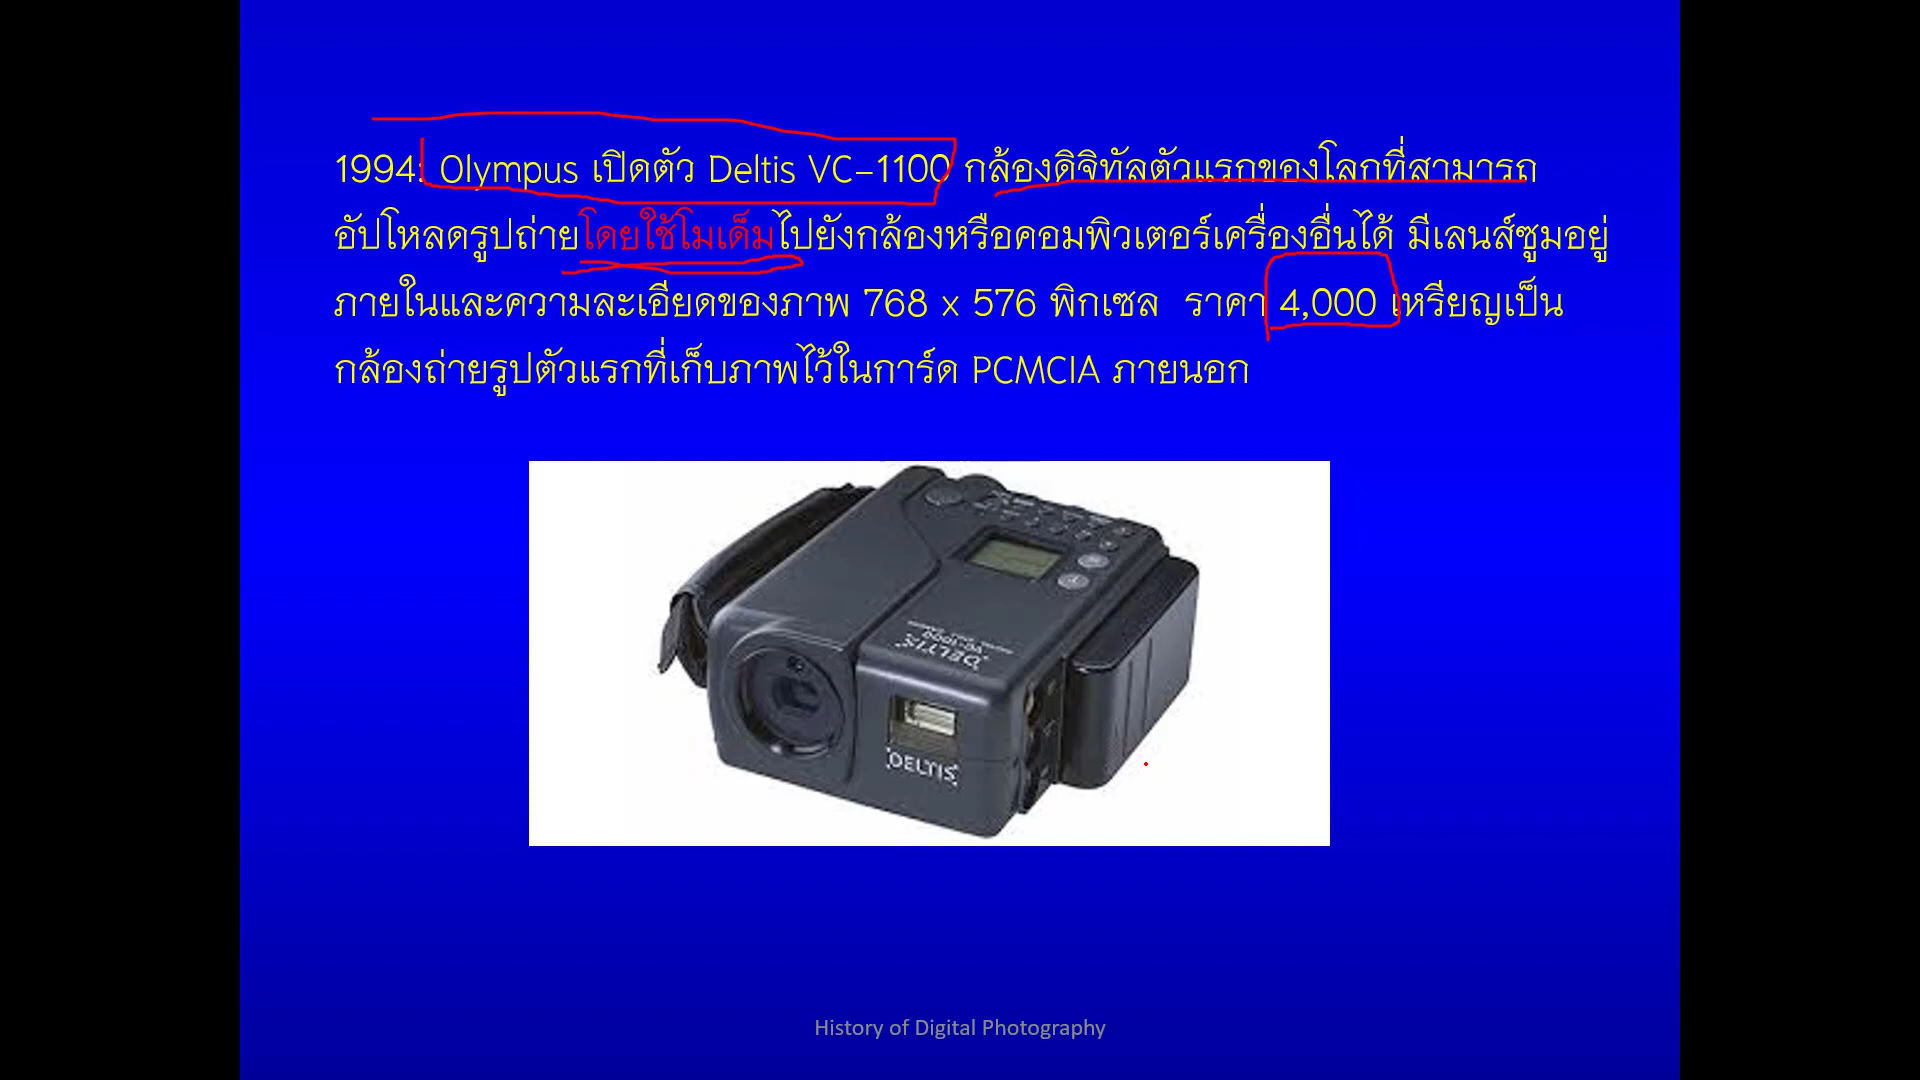 1994: Olympus เปิดตัว Deltis VC-1100 กล้องดิจิทัลตัวแรกของโลกที่สามารถ
อัปโหลดรูปถ่ายโดยใช้โมเด็มไปยังกล้องหรือคอมพิวเตอร์เครื่องอื่นได้ มีเลนส์ซูมอยู่
ภายในและความละเอียดของภาพ 768 x 576 พิกเซล ราคา 4,000 เหรียญเป็น
กล้องถ่ายรูปตัวแรกที่เก็บภาพไว้ในการ์ด PCMCIA ภายนอก
DELTIS
DELTIS
History of Digital Photography